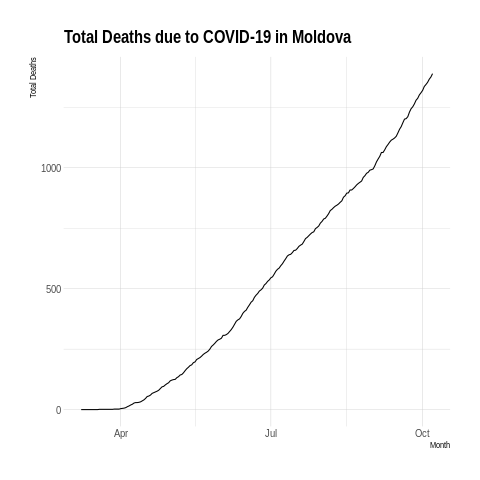 Total Deaths due to COVID-19 in Moldova
Total Deaths
1000
500
0
Apr
Jul
Oct
Month